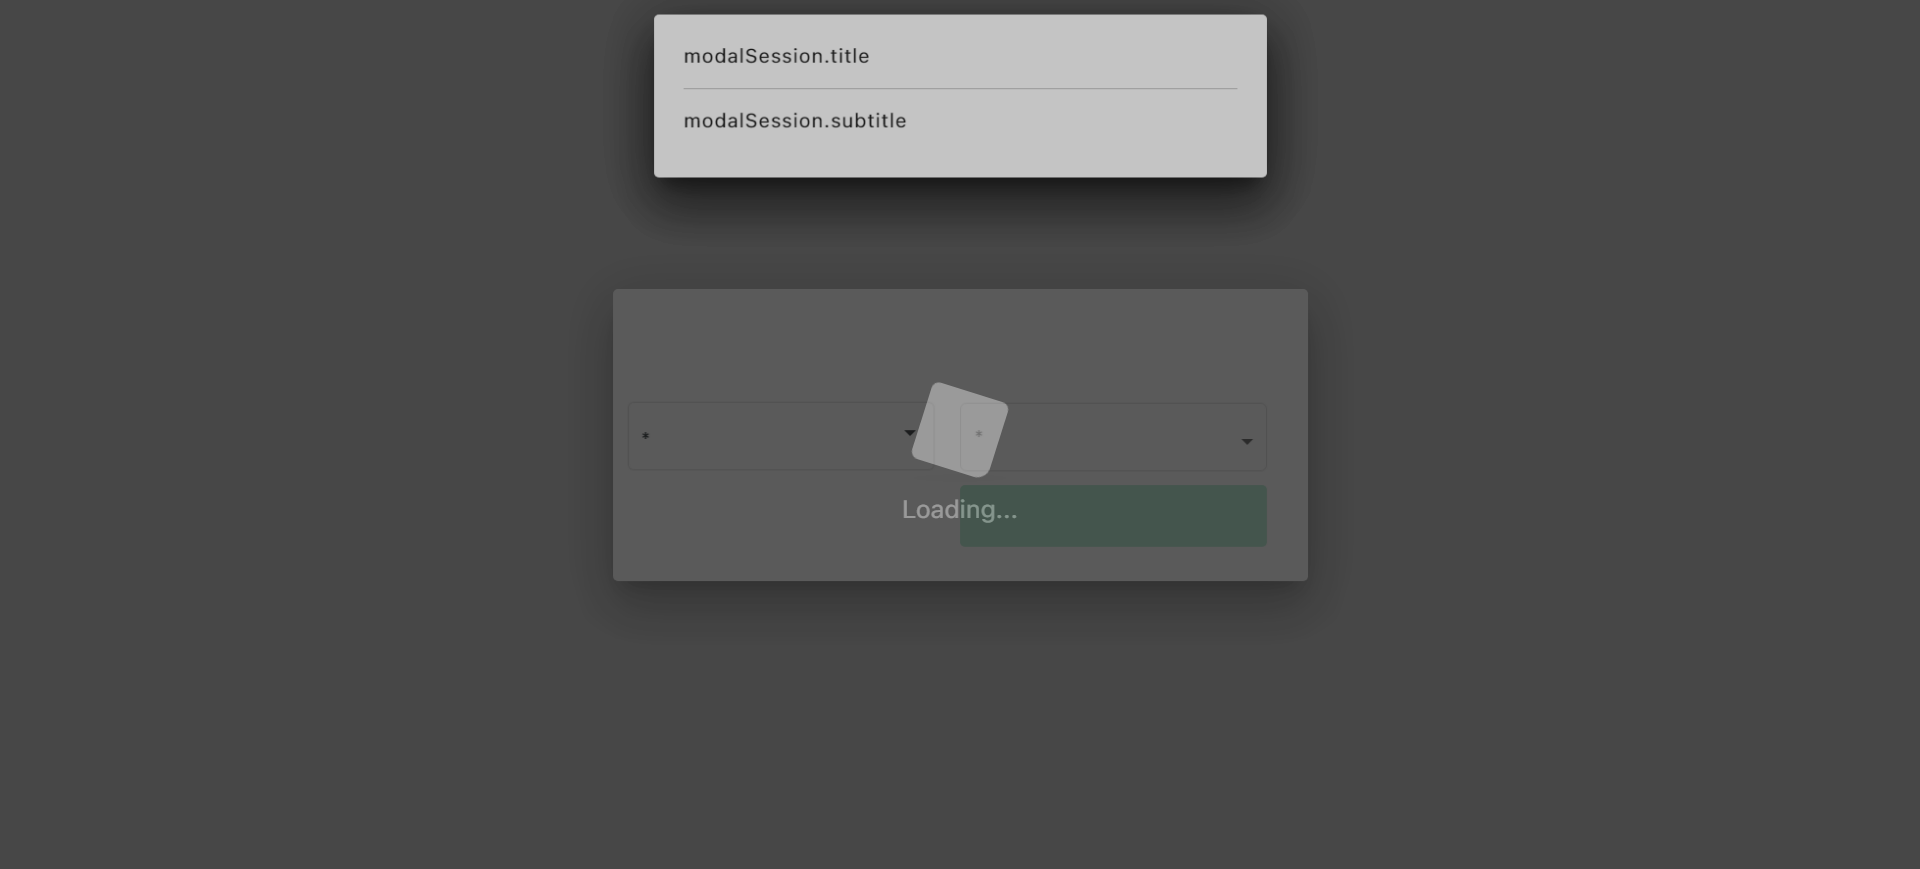 modalSession.title
modalSession.subtitle
*
*
Loading...